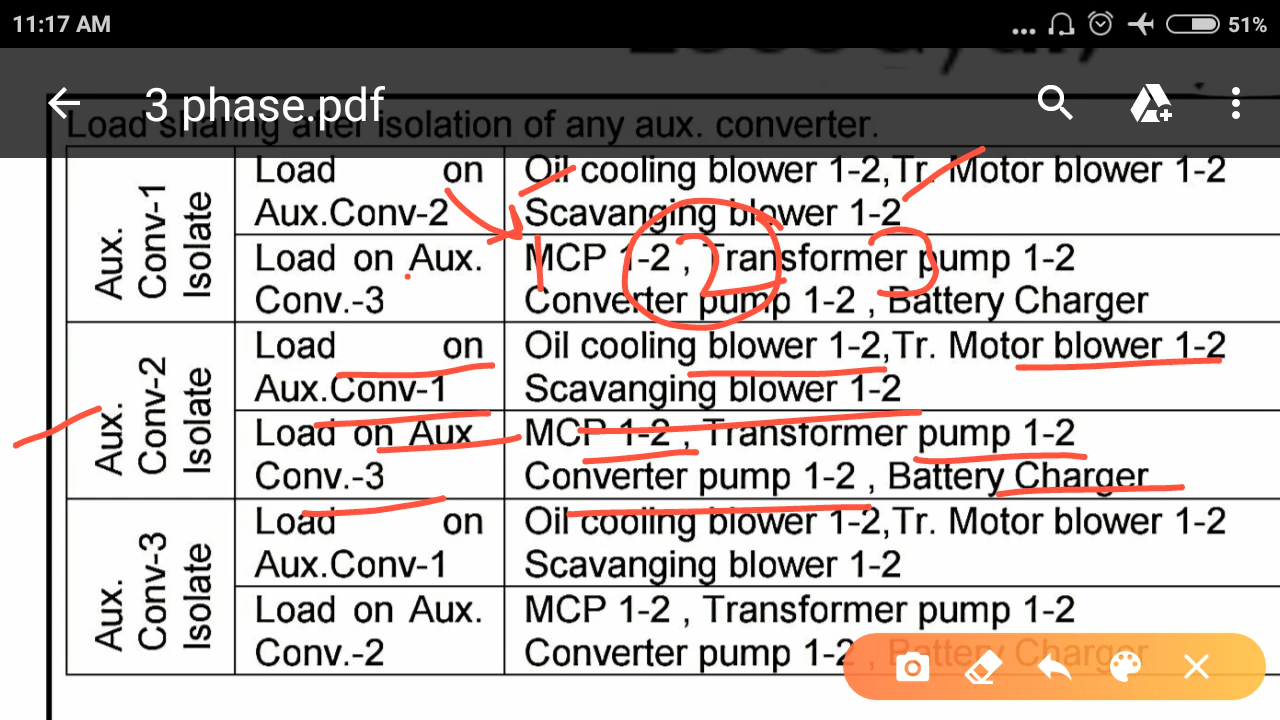 11:17 AM
51%
3 phase.pdf
Load sharing after isolation of any aux. converter.
Aux.
Conv-1
Isolate
Load on
Aux.Conv-2
Oil cooling blower 1-2,Tr. Motor blower 1-2
Scavanging blower 1-2
Load on Aux.
Conv.-3
MCP 1-2 , Transformer pump 1-2
Converter pump 1-2 , Battery Charger
1 2 3
Aux.
Conv-2
Isolate
Load on
Aux.Conv-1
Oil cooling blower 1-2,Tr. Motor blower 1-2
Scavanging blower 1-2
Load on Aux
Conv.-3
MCP 1-2 , Transformer pump 1-2
Converter pump 1-2 , Battery Charger
Aux.
Conv-3
Isolate
Load on
Aux.Conv-1
Oil cooling blower 1-2,Tr. Motor blower 1-2
Scavanging blower 1-2
Load on Aux.
Conv.-2
MCP 1-2 , Transformer pump 1-2
Converter pump 1-2 , Battery Charger